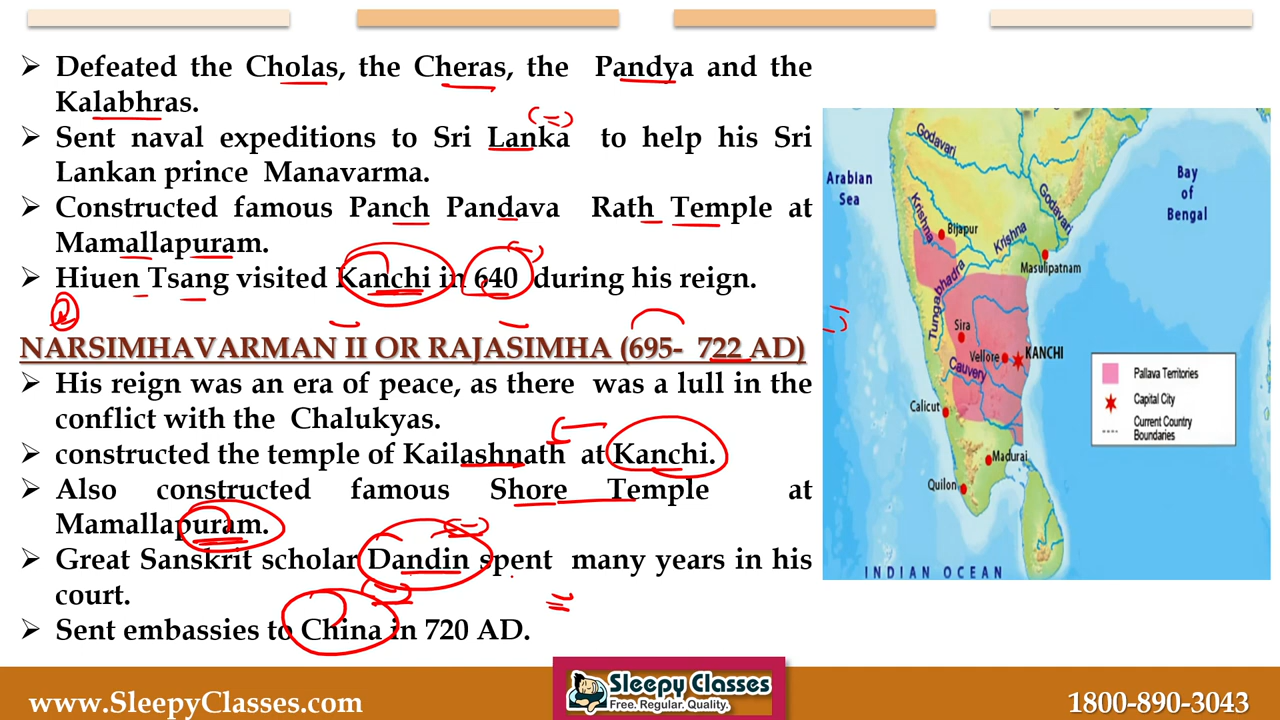 ➢ Defeated the Cholas, the Cheras, the Pandya and the
Kalabhras.
➢ Sent naval expeditions to Sri Lanka to help his Sri
Lankan prince Manavarma.
➢ Constructed famous Panch Pandava Rath Temple at
Mamallapuram.
➢ Hiuen Tsang visited Kanchi in 640 during his reign.
NARSIMHAVARMAN II OR RAJASIMHA (695- 722 AD)
➢ His reign was an era of peace, as there was a lull in the
conflict with the Chalukyas.
➢ constructed the temple of Kailashnath at Kanchi.
➢ Also constructed famous Shore Temple at
Mamallapuram.
➢ Great Sanskrit scholar Dandin spent many years in his
court.
➢ Sent embassies to China in 720 AD.
Godavari
Arabian
Sea
Bay
of
Bengal
Krishna
Godavari
Bijapur
Krishna
Masulipatnam
Tungabhadra
Sira
Vellore
KANCHI
Cauvery
Calicut
Madurai
Quilon
INDIAN OCEAN
Pallava Territories
Capital City
Current Country
Boundaries
www.SleepyClasses.com
Sleepy Classes
Free. Regular. Quality.
1800-890-3043